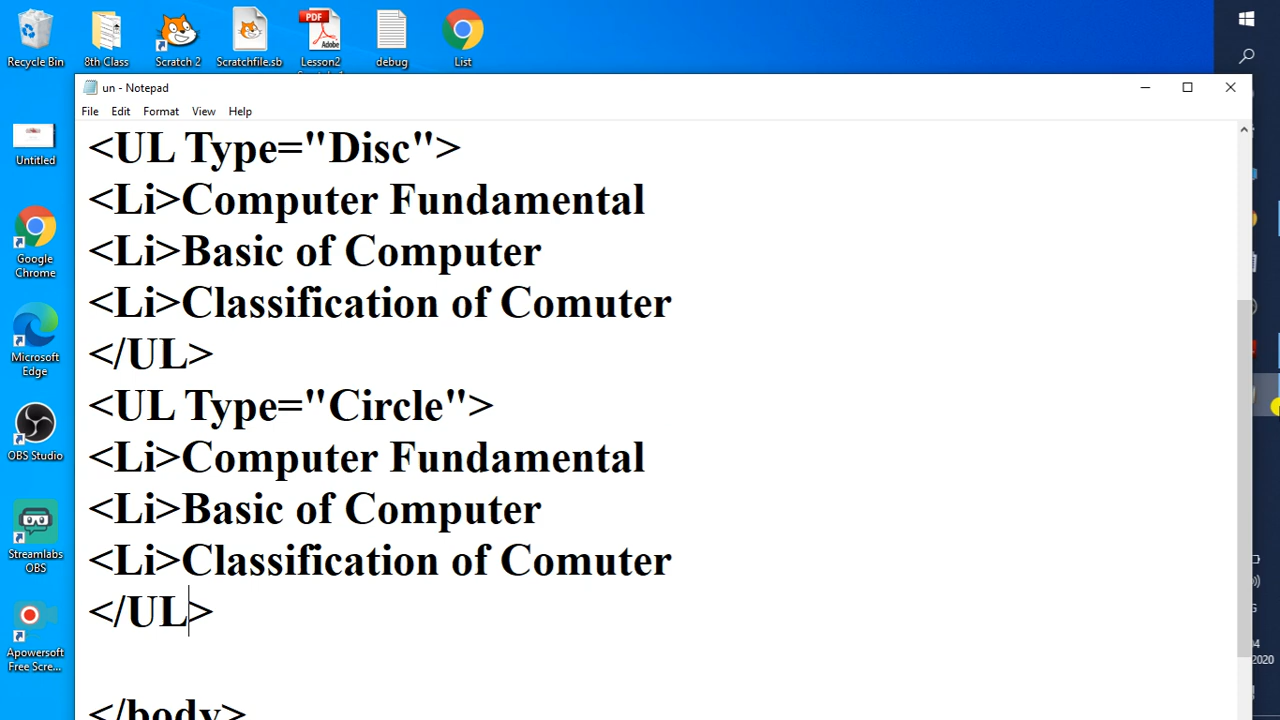 Recycle Bin
8th Class
Scratch 2
Scratchfile.sb
PDF
Adobe
Lesson2
debug
List
un - Notepad
File Edit Format View Help
Untitled
Google
Chrome
Microsoft
Edge
OBS Studio
Streamlabs
OBS
Apowersoft
Free Scre...
<UL Type="Disc">
<Li>Computer Fundamental
<Li>Basic of Computer
<Li>Classification of Comuter
</UL>
<UL Type="Circle">
<Li>Computer Fundamental
<Li>Basic of Computer
<Li>Classification of Comuter
</UL>
</body>
2020